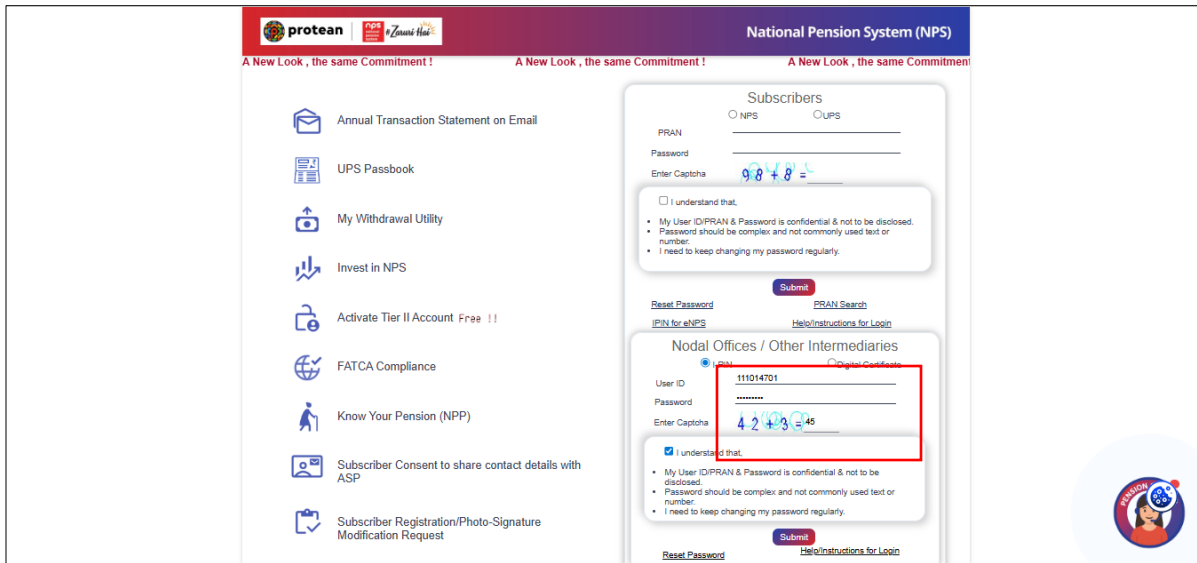 protean
nps
#Zaruri Hai
National Pension System (NPS)
A New Look , the same Commitment !
A New Look , the same Commitment !
A New Look , the same Commitment
Annual Transaction Statement on Email
UPS Passbook
My Withdrawal Utility
Invest in NPS
Activate Tier II Account Free !!
FATCA Compliance
Know Your Pension (NPP)
Subscriber Consent to share contact details with
ASP
Subscriber Registration/Photo-Signature
Modification Request
Subscribers
NPS UPS
PRAN
Password
Enter Captcha 98 + 8 =
I understand that,
• My User ID/PRAN & Password is confidential & not to be disclosed.
• Password should be complex and not commonly used text or
number.
• I need to keep changing my password regularly.
Submit
Reset Password PRAN Search
IPIN for eNPS Help/Instructions for Login
Nodal Offices / Other Intermediaries
I-PIN Digital Certificate
User ID 111014701
Password •••••••••
Enter Captcha 42 + 3 = 45
I understand that,
• My User ID/PRAN & Password is confidential & not to be
disclosed.
• Password should be complex and not commonly used text or
number.
• I need to keep changing my password regularly.
Submit
Reset Password Help/Instructions for Login
PENSION